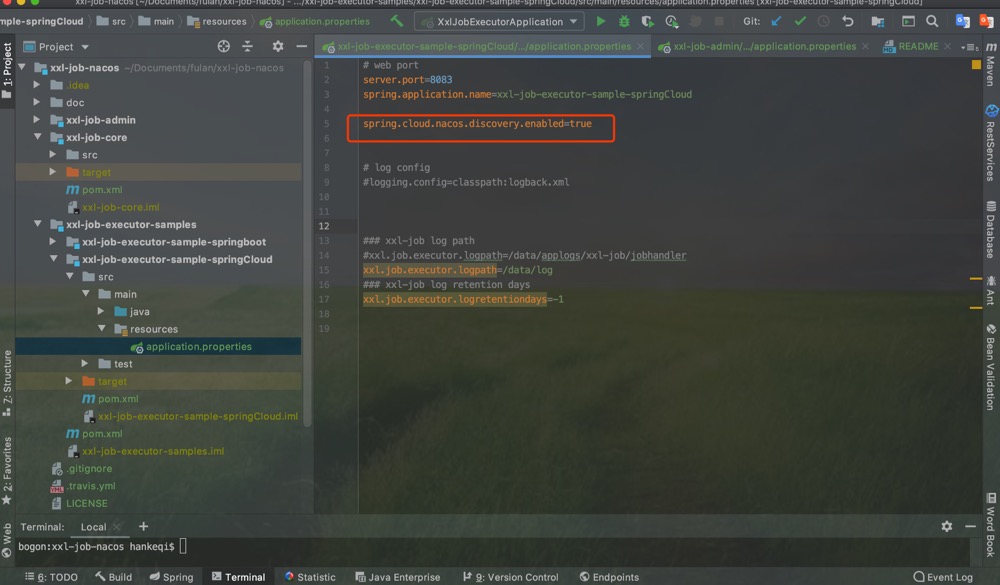 xxl-job-nacos [~/Documents/fulan/xxl-job-nacos] - .../xxl-job-executor-samples/xxl-job-executor-sample-springCloud/src/main/resources/application.properties [xxl-job-executor-sample-springCloud]
mple-springCloud src main resources application.properties XxlJobExecutorApplication Git:
Project xxl-job-executor-sample-springCloud/.../application.properties xxl-job-admin/.../application.properties README
xxl-job-nacos ~/Documents/fulan/xxl-job-nacos
.idea
doc
xxl-job-admin
xxl-job-core
src
target
pom.xml
xxl-job-core.iml
xxl-job-executor-samples
xxl-job-executor-sample-springboot
xxl-job-executor-sample-springCloud
src
main
java
resources
application.properties
test
target
pom.xml
xxl-job-executor-sample-springCloud.iml
pom.xml
xxl-job-executor-samples.iml
.gitignore
.travis.yml
LICENSE
1 # web port
2 server.port=8083
3 spring.application.name=xxl-job-executor-sample-springCloud
4
5 spring.cloud.nacos.discovery.enabled=true
6
7
8 # log config
9 #logging.config=classpath:logback.xml
10
11
12
13 ### xxl-job log path
14 #xxl.job.executor.logpath=/data/applogs/xxl-job/jobhandler
15 xxl.job.executor.logpath=/data/log
16 ### xxl-job log retention days
17 xxl.job.executor.logretentiondays=-1
18
19
1: Project
Z: Structure
2: Favorites
Web
Maven
RestServices
Database
Ant
Bean Validation
Word Book
Terminal: Local +
bogon:xxl-job-nacos hankeqi$
6: TODO Build Spring Terminal Statistic Java Enterprise 9: Version Control Endpoints Event Log